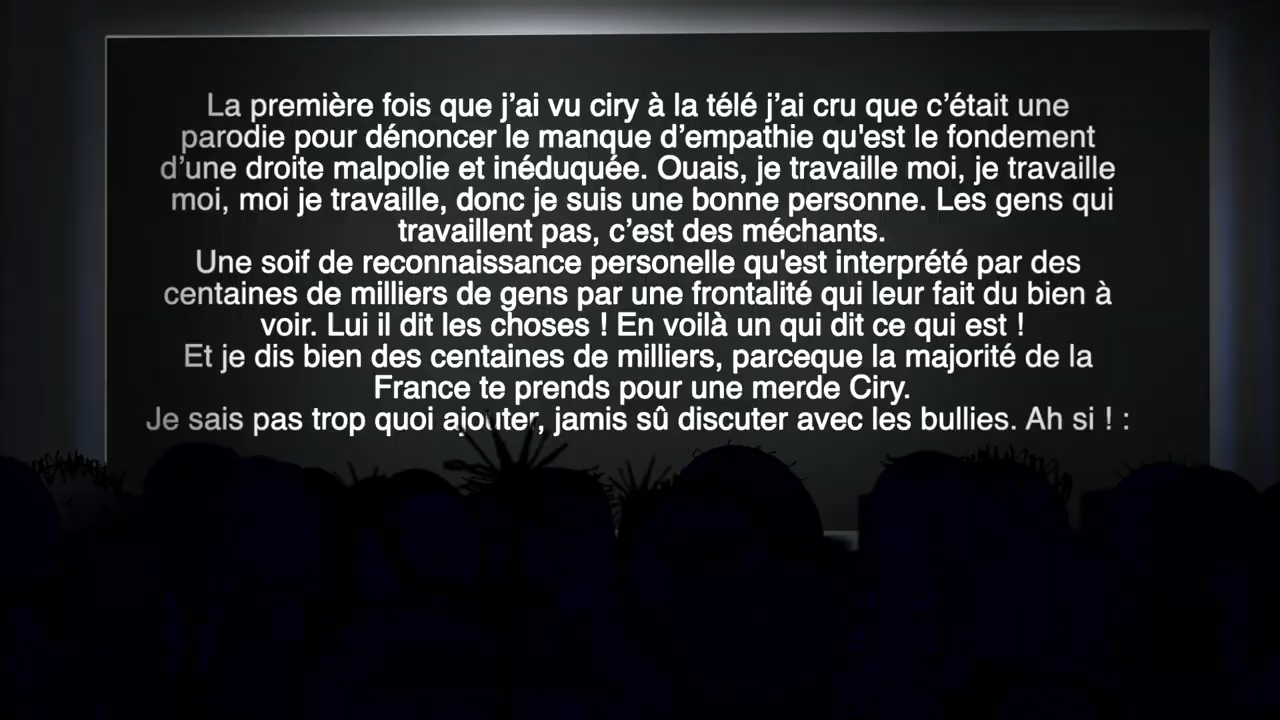 La première fois que j’ai vu ciry à la télé j’ai cru que c’était une
parodie pour dénoncer le manque d’empathie qu'est le fondement
d’une droite malpolie et inéduquée. Ouais, je travaille moi, je travaille
moi, moi je travaille, donc je suis une bonne personne. Les gens qui
travaillent pas, c’est des méchants.
Une soif de reconnaissance personelle qu'est interprété par des
centaines de milliers de gens par une frontalité qui leur fait du bien à
voir. Lui il dit les choses ! En voilà un qui dit ce qui est !
Et je dis bien des centaines de milliers, parceque la majorité de la
France te prends pour une merde Ciry.
Je sais pas trop quoi ajouter, jamis sû discuter avec les bullies. Ah si ! :